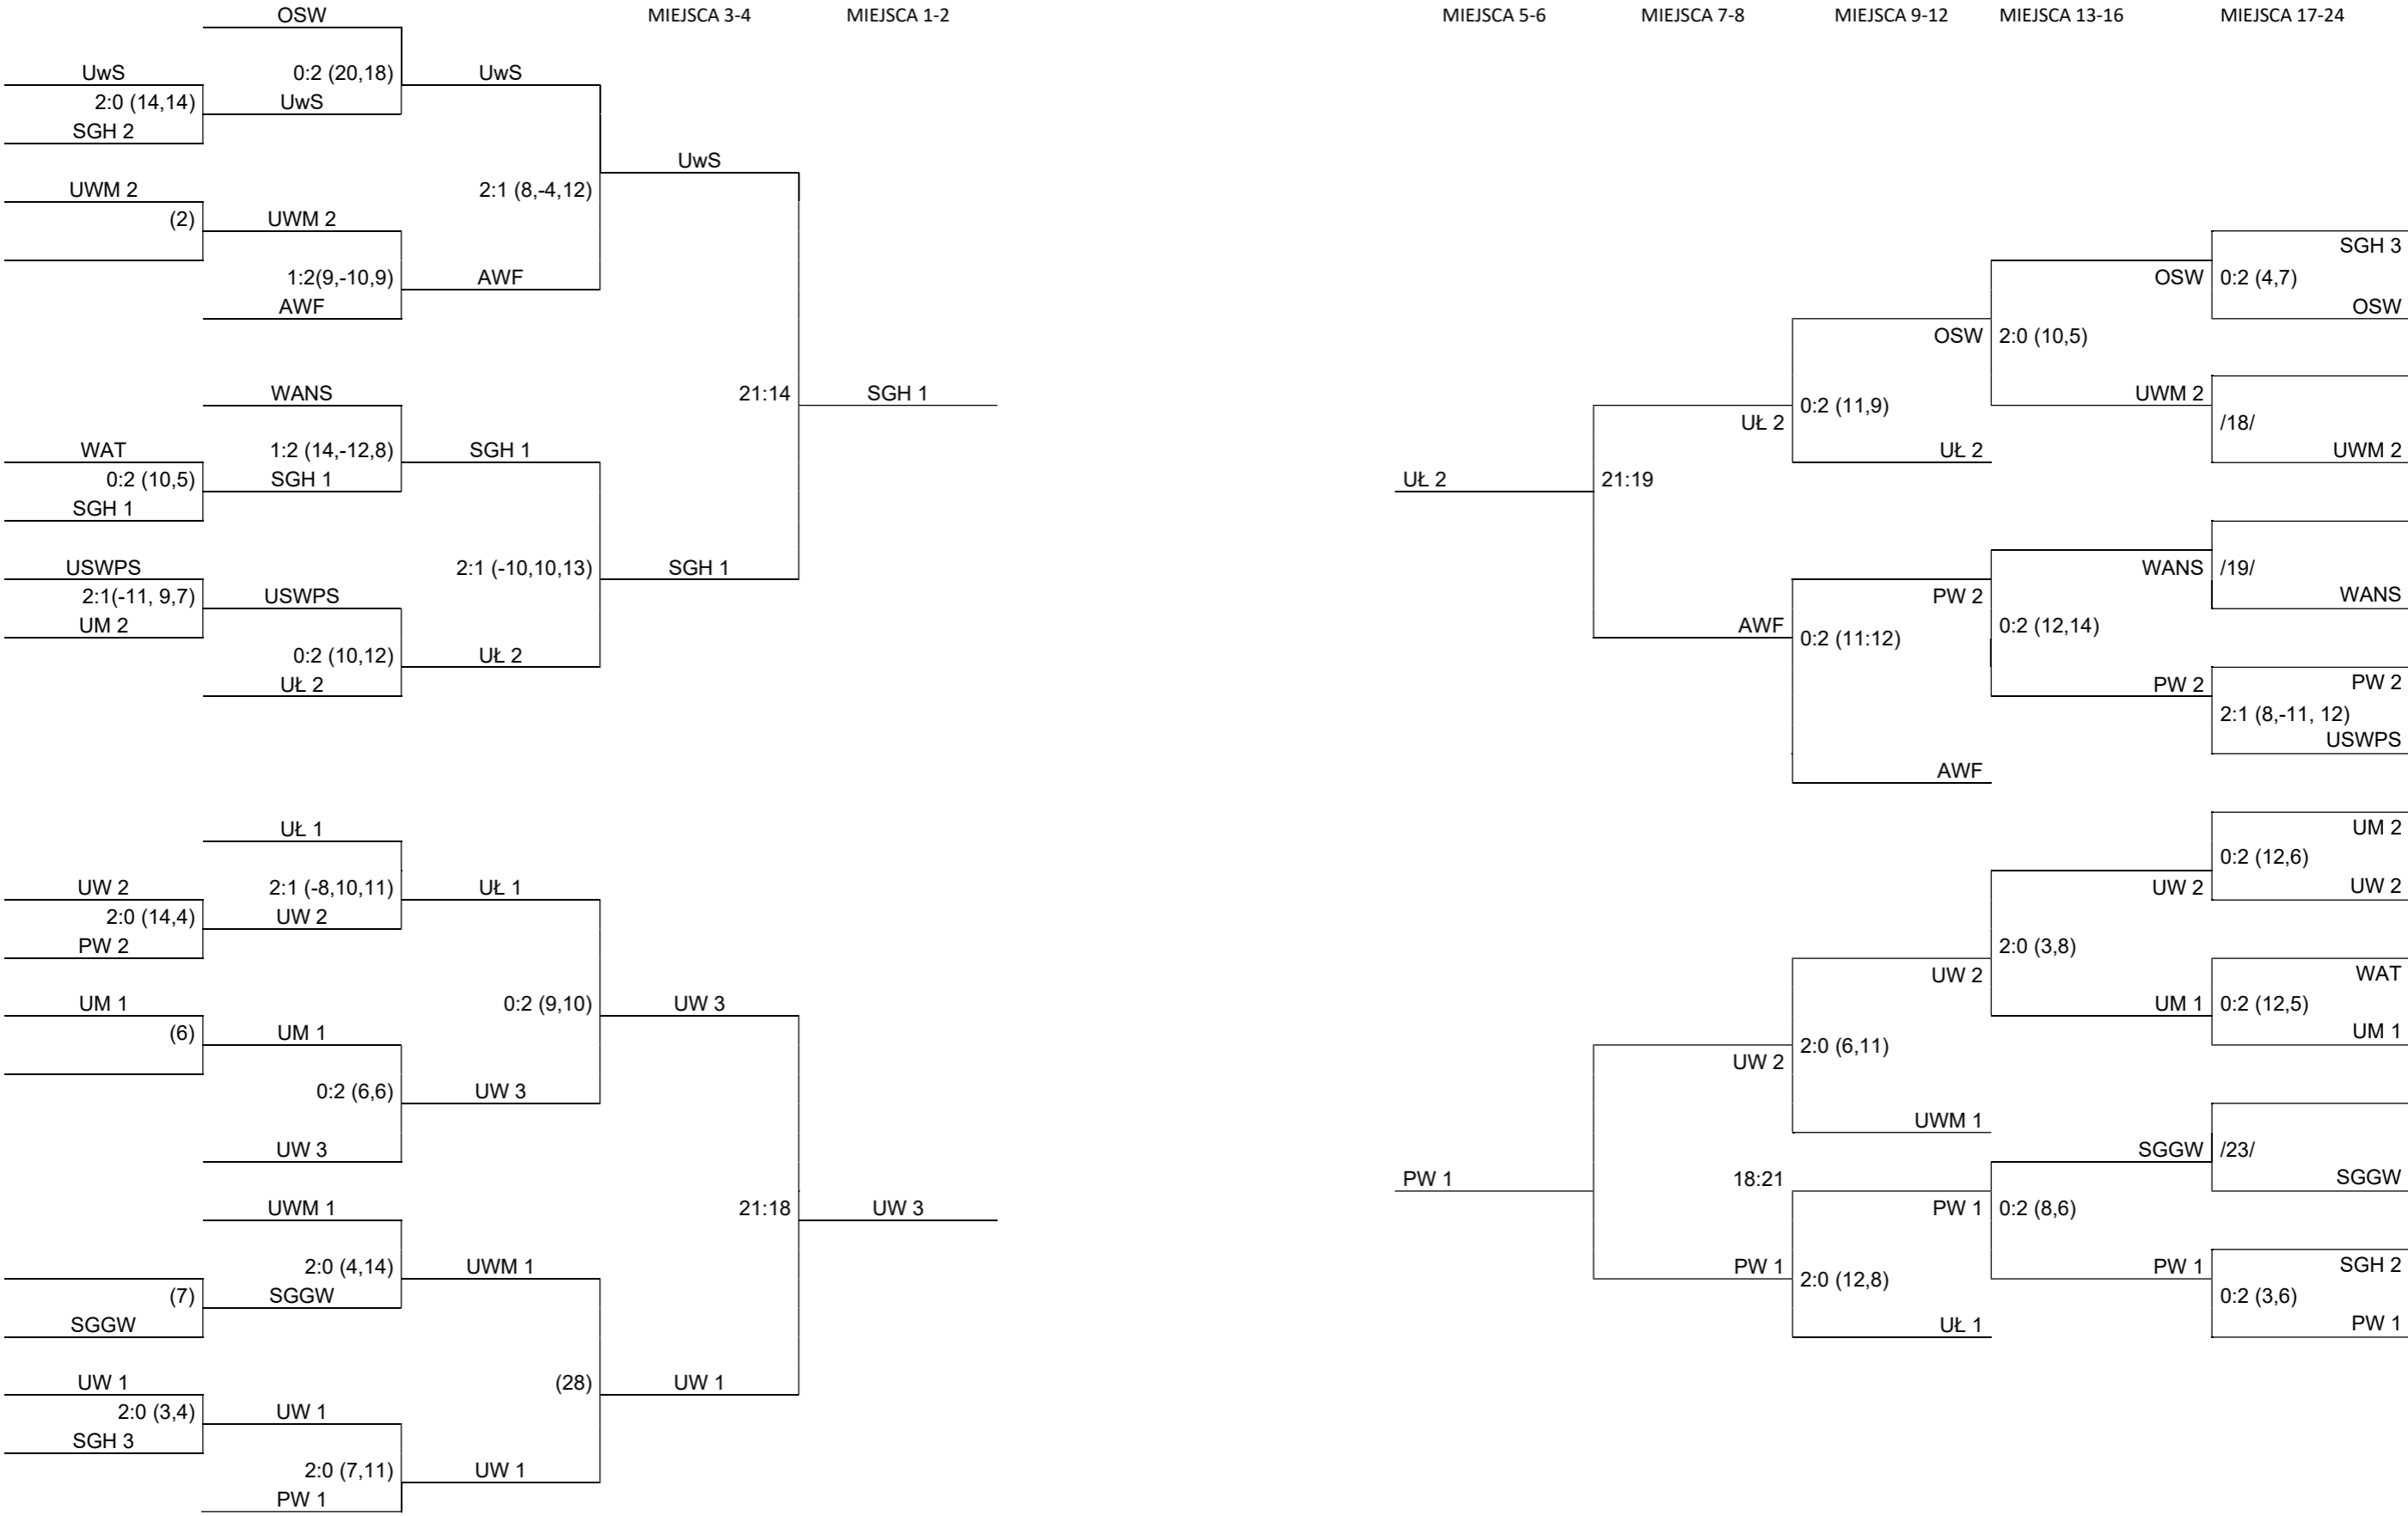 OSW MIEJSCA 3-4 MIEJSCA 1-2 MIEJSCA 5-6 MIEJSCA 7-8 MIEJSCA 9-12 MIEJSCA 13-16 MIEJSCA 17-24
UwS 0:2 (20,18) UwS
2:0 (14,14) UwS
SGH 2
UwS
UWM 2 2:1 (8,-4,12)
(2) UWM 2
SGH 3
1:2(9,-10,9) AWF OSW 0:2 (4,7)
AWF OSW
OSW 2:0 (10,5)
WANS 21:14 SGH 1 UWM 2
0:2 (11,9)
UŁ 2 /18/
WAT 1:2 (14,-12,8) SGH 1 UŁ 2 UWM 2
0:2 (10,5) SGH 1 UŁ 2 21:19
SGH 1
USWPS 2:1 (-10,10,13) SGH 1 WANS /19/
2:1(-11, 9,7) USWPS PW 2 WANS
UM 2 AWF 0:2 (11:12) 0:2 (12,14)
0:2 (10,12) UŁ 2
UŁ 2 PW 2 PW 2
2:1 (8,-11, 12)
USWPS
AWF
UŁ 1 UM 2
0:2 (12,6)
UW 2 2:1 (-8,10,11) UŁ 1 UW 2 UW 2
2:0 (14,4) UW 2
PW 2 2:0 (3,8)
UW 2 WAT
UM 1 0:2 (9,10) UW 3 UM 1 0:2 (12,5)
(6) UM 1 UM 1
UW 2 2:0 (6,11)
0:2 (6,6) UW 3
UWM 1
UW 3 SGGW /23/
PW 1 18:21 SGGW
UWM 1 21:18 UW 3 PW 1 0:2 (8,6)
2:0 (4,14) UWM 1 PW 1 PW 1 SGH 2
2:0 (12,8)
(7) SGGW 0:2 (3,6)
SGGW UŁ 1 PW 1
UW 1 (28) UW 1
2:0 (3,4) UW 1
SGH 3
2:0 (7,11) UW 1
PW 1